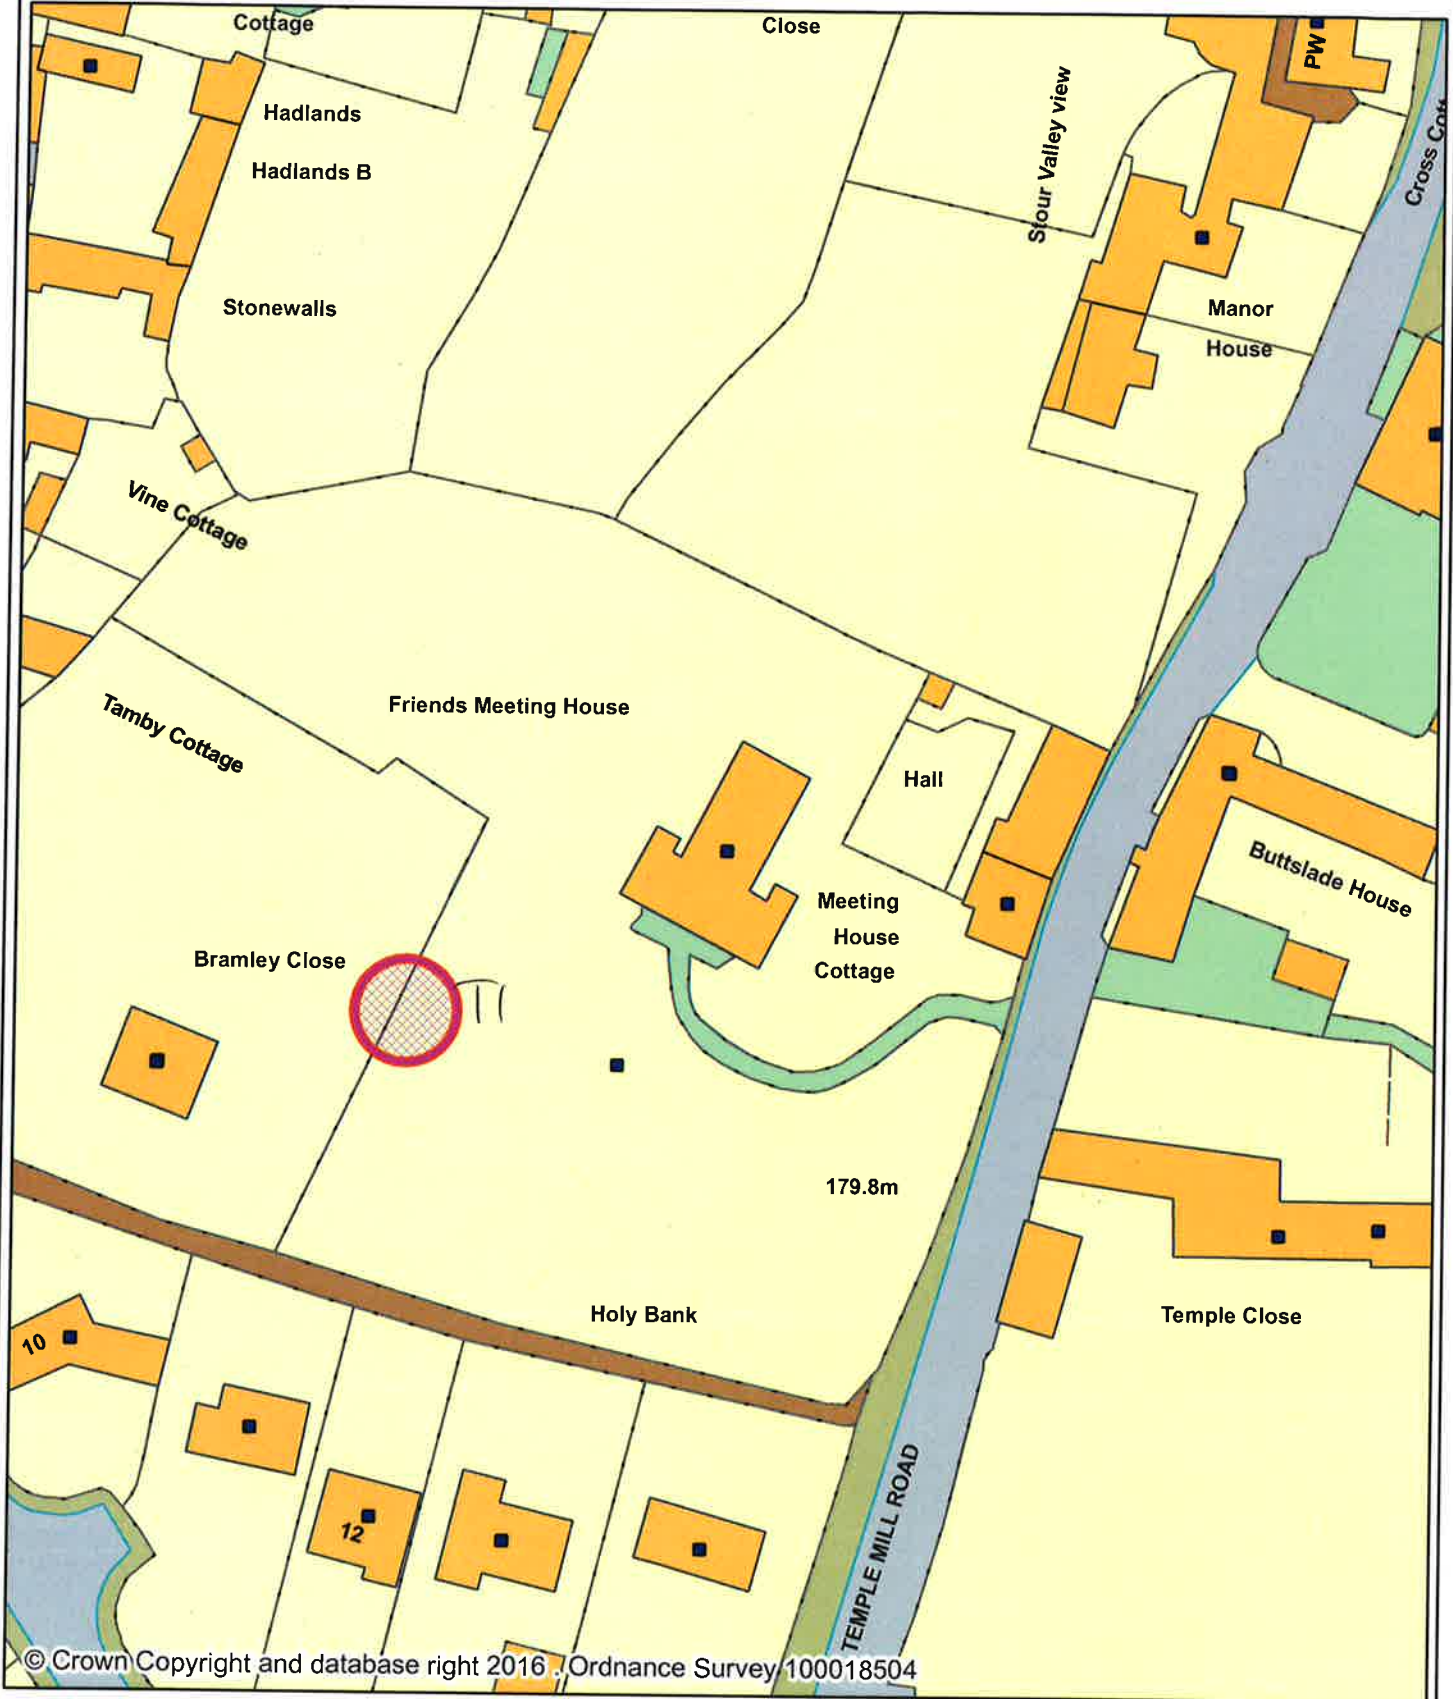 Cottage
Close
PW
Hadlands
Stour Valley view
Cross
Hadlands B
Stonewalls
Manor
House
Vine Cottage
Friends Meeting House
Tamby Cottage
Hall
Buttslade House
Meeting
House
Cottage
Bramley Close
T1
179.8m
Holy Bank
Temple Close
10
12
TEMPLE MILL ROAD
© Crown Copyright and database right 2016 . Ordnance Survey 100018504